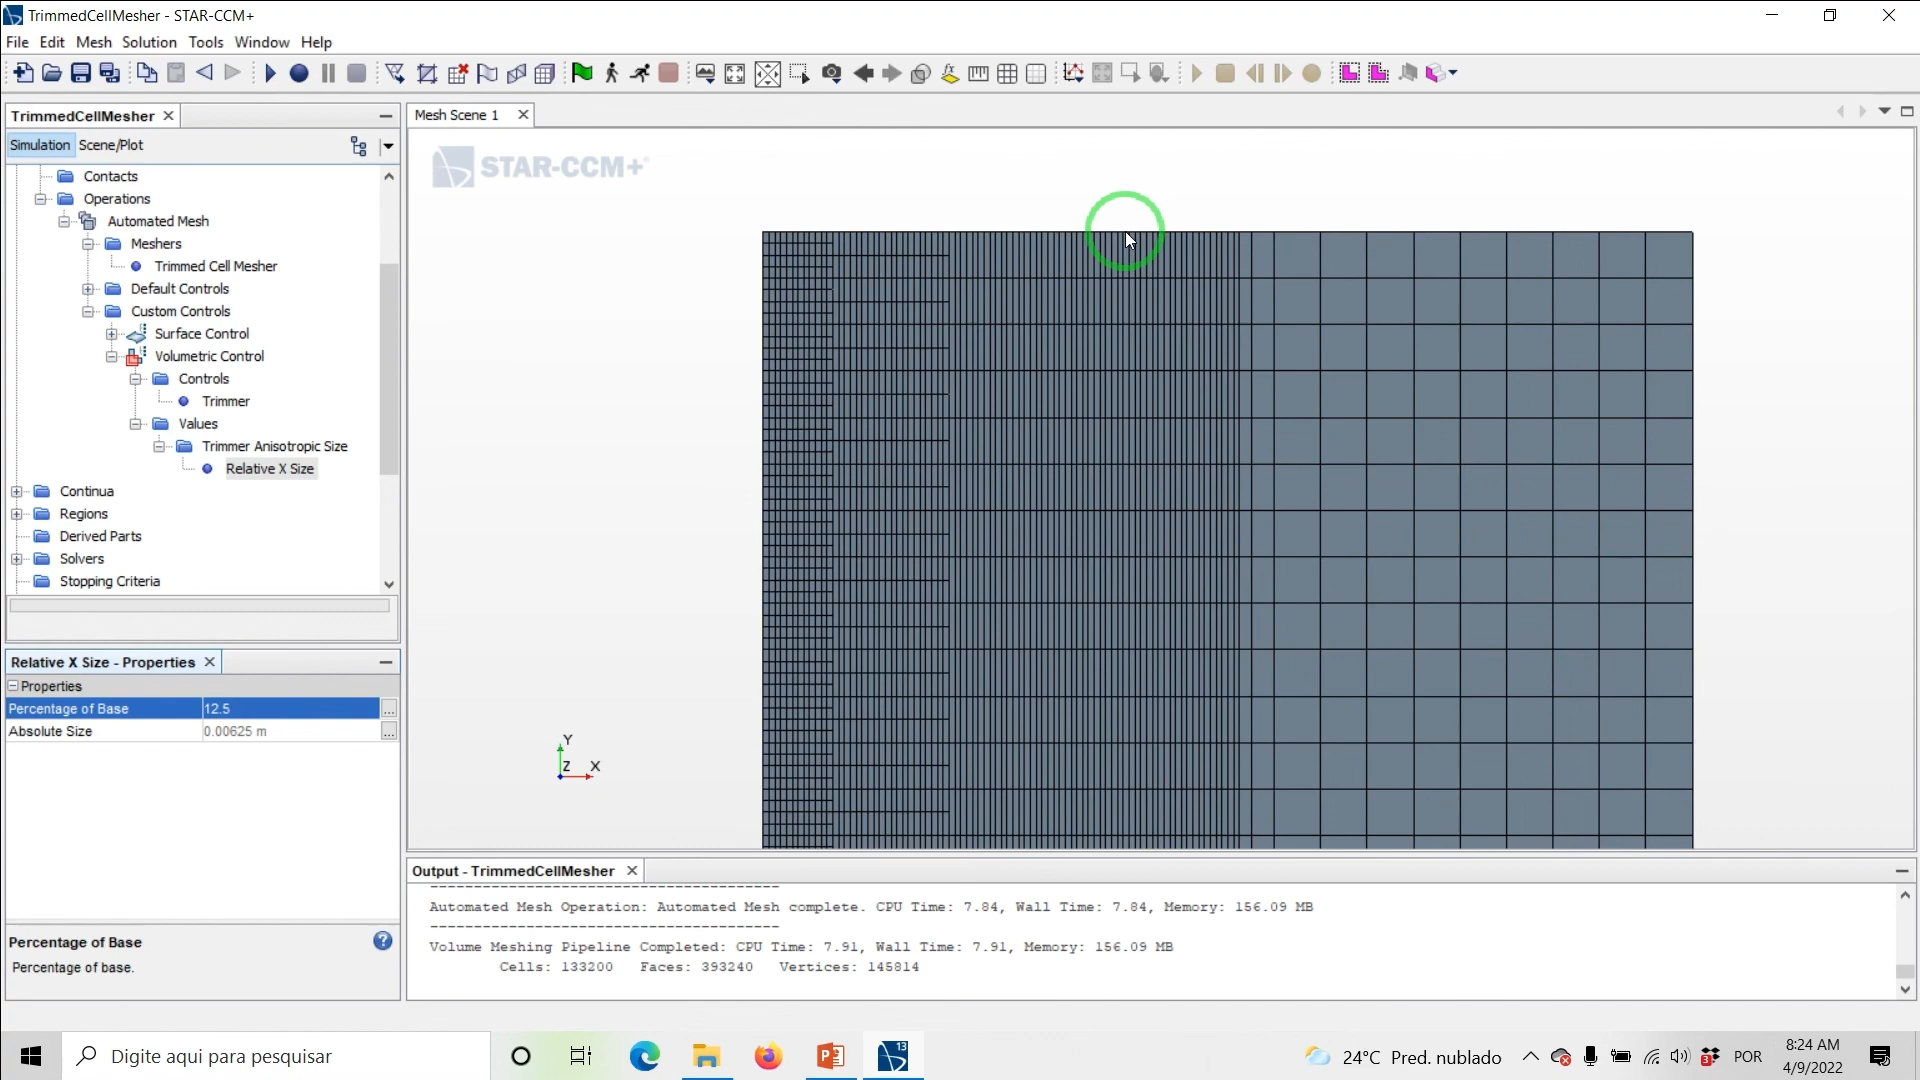 TrimmedCellMesher - STAR-CCM+
File Edit Mesh Solution Tools Window Help
TrimmedCellMesher
Simulation Scene/Plot
Contacts
Operations
Automated Mesh
Meshers
Trimmed Cell Mesher
Default Controls
Custom Controls
Surface Control
Volumetric Control
Controls
Trimmer
Values
Trimmer Anisotropic Size
Relative X Size
Continua
Regions
Derived Parts
Solvers
Stopping Criteria
Relative X Size - Properties
Properties
Percentage of Base 12.5
Absolute Size 0.00625 m
Percentage of Base
Percentage of base.
Mesh Scene 1
STAR-CCM+
Y
Z X
Output - TrimmedCellMesher
----------------------------------------
Automated Mesh Operation: Automated Mesh complete. CPU Time: 7.84, Wall Time: 7.84, Memory: 156.09 MB
----------------------------------------
Volume Meshing Pipeline Completed: CPU Time: 7.91, Wall Time: 7.91, Memory: 156.09 MB
Cells: 133200 Faces: 393240 Vertices: 145814
Digite aqui para pesquisar
13
24°C Pred. nublado
3
POR
8:24 AM
4/9/2022